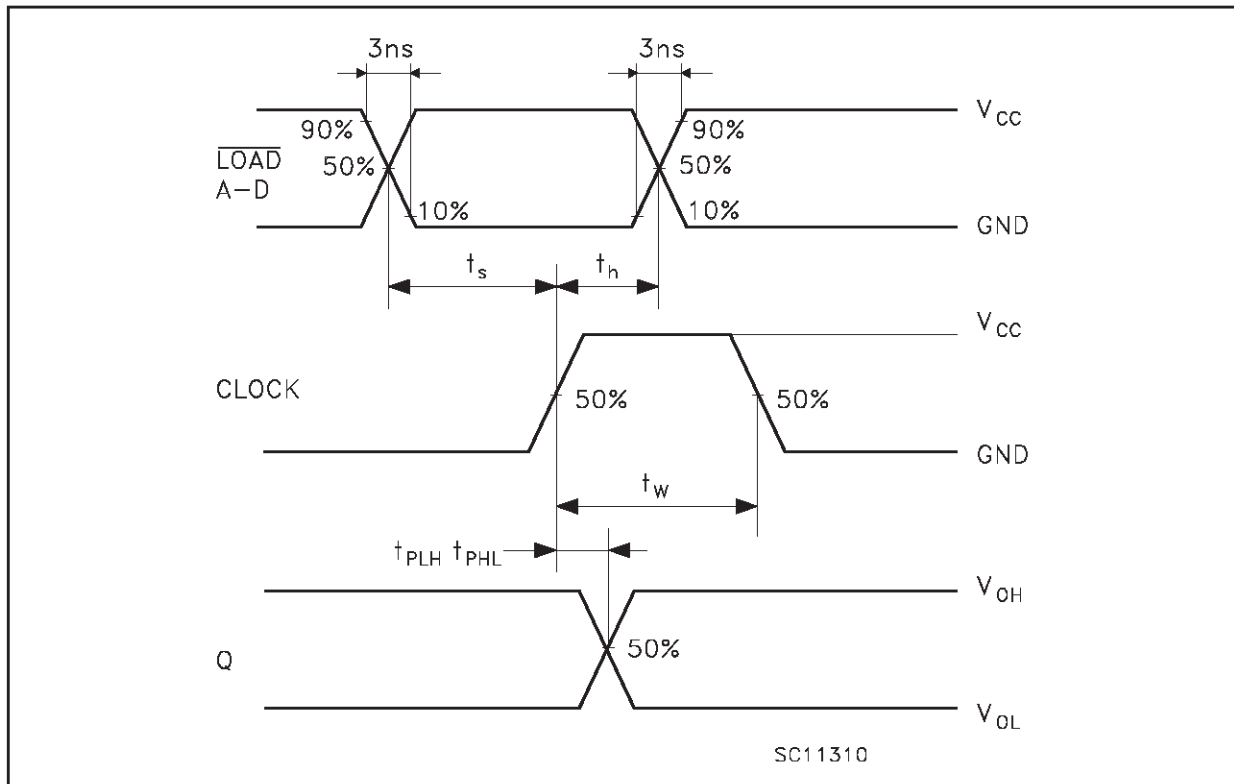 3ns 3ns
V_CC
90% 90%
LOAD 50% 50%
A-D
10% 10%
GND
t_s t_h
V_CC
CLOCK 50% 50%
GND
t_W
t_PLH t_PHL
V_OH
Q 50%
V_OL
SC11310